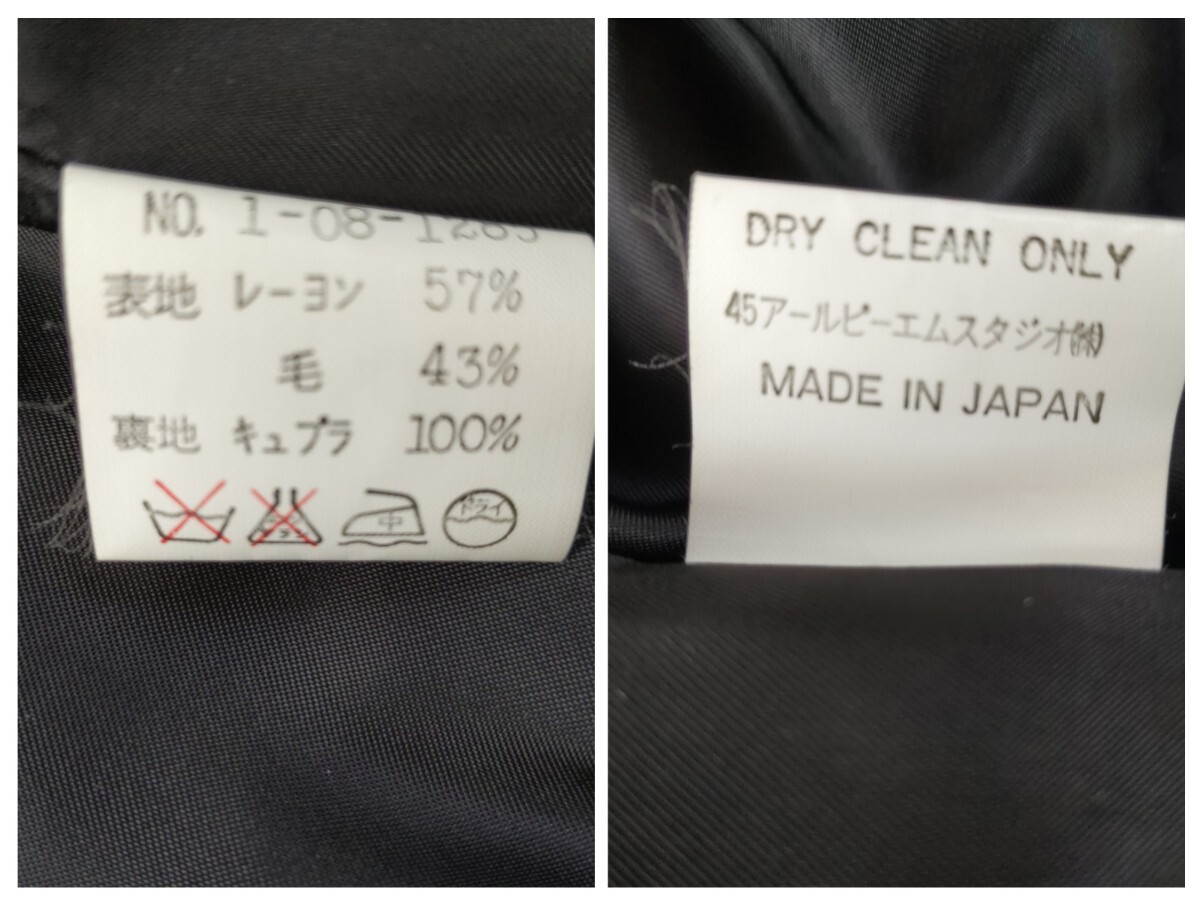 NO. 1-08-1285
表地 レーヨン 57%
毛 43%
裏地 キュプラ 100%
中
ドライ
DRY CLEAN ONLY
45アールピーエムスタジオ㈱
MADE IN JAPAN